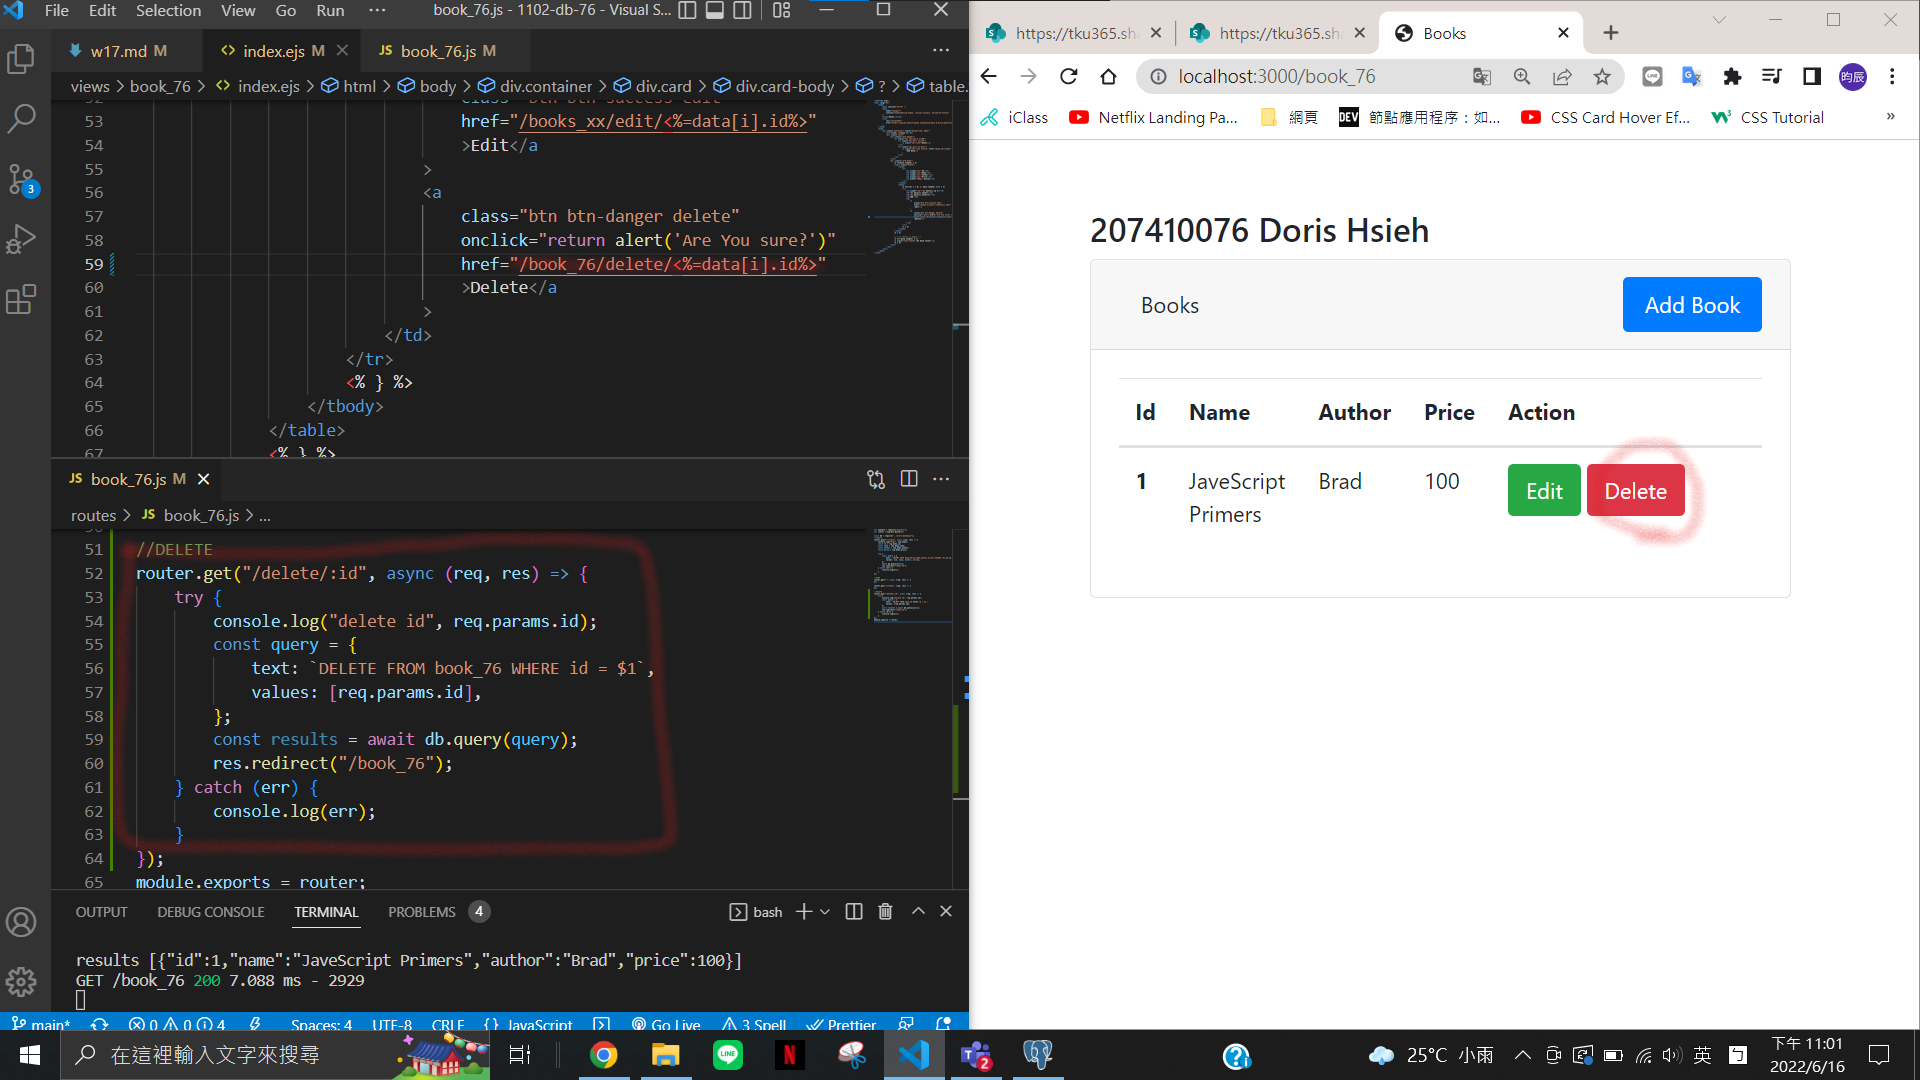 File Edit Selection View Go Run ··· book_76.js - 1102-db-76 - Visual S...
w17.md M index.ejs M book_76.js M
views > book_76 > index.ejs > html > body > div.container > div.card > div.card-body > ? > table.
53 href="/books_xx/edit/<%=data[i].id%>"
54 >Edit</a
55 >
56 <a
57 class="btn btn-danger delete"
58 onclick="return alert('Are You sure?')"
59 href="/book_76/delete/<%=data[i].id%>"
60 >Delete</a
61 >
62 </td>
63 </tr>
64 <% } %>
65 </tbody>
66 </table>
67 <% } %>
JS book_76.js M
routes > JS book_76.js > ...
51 //DELETE
52 router.get("/delete/:id", async (req, res) => {
53 try {
54 console.log("delete id", req.params.id);
55 const query = {
56 text: `DELETE FROM book_76 WHERE id = $1`,
57 values: [req.params.id],
58 };
59 const results = await db.query(query);
60 res.redirect("/book_76");
61 } catch (err) {
62 console.log(err);
63 }
64 });
65 module.exports = router;
OUTPUT DEBUG CONSOLE TERMINAL PROBLEMS 4 bash
results [{"id":1,"name":"JaveScript Primers","author":"Brad","price":100}]
GET /book_76 200 7.088 ms - 2929
main* 0 0 4 Spaces: 4 UTF-8 CRLF {} JavaScript Go Live 3 Spell Prettier
https://tku365.sh https://tku365.sh Books
localhost:3000/book_76 昀辰
iClass Netflix Landing Pa... 網頁 DEV 節點應用程序：如... CSS Card Hover Ef... CSS Tutorial »
207410076 Doris Hsieh
Books Add Book
Id Name Author Price Action
1 JaveScript Primers Brad 100 Edit Delete
在這裡輸入文字來搜尋
25°C 小雨 英 下午 11:01
2022/6/16